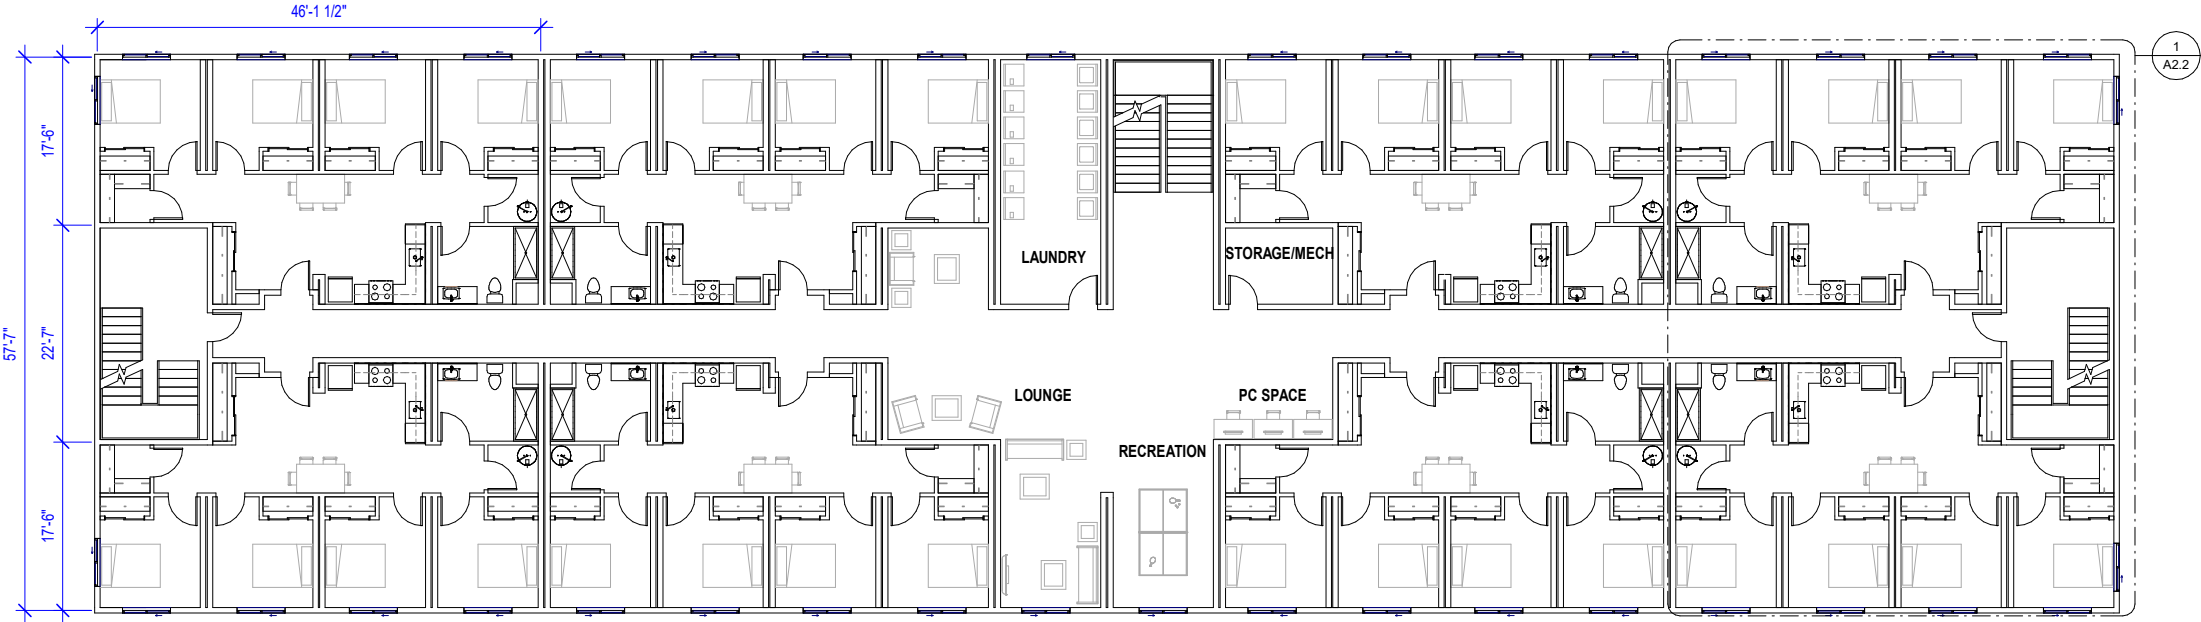 46'-1 1/2"
1
A2.2
17'-6"
LAUNDRY
STORAGE/MECH
57'-7"
22'-7"
LOUNGE
PC SPACE
RECREATION
17'-6"